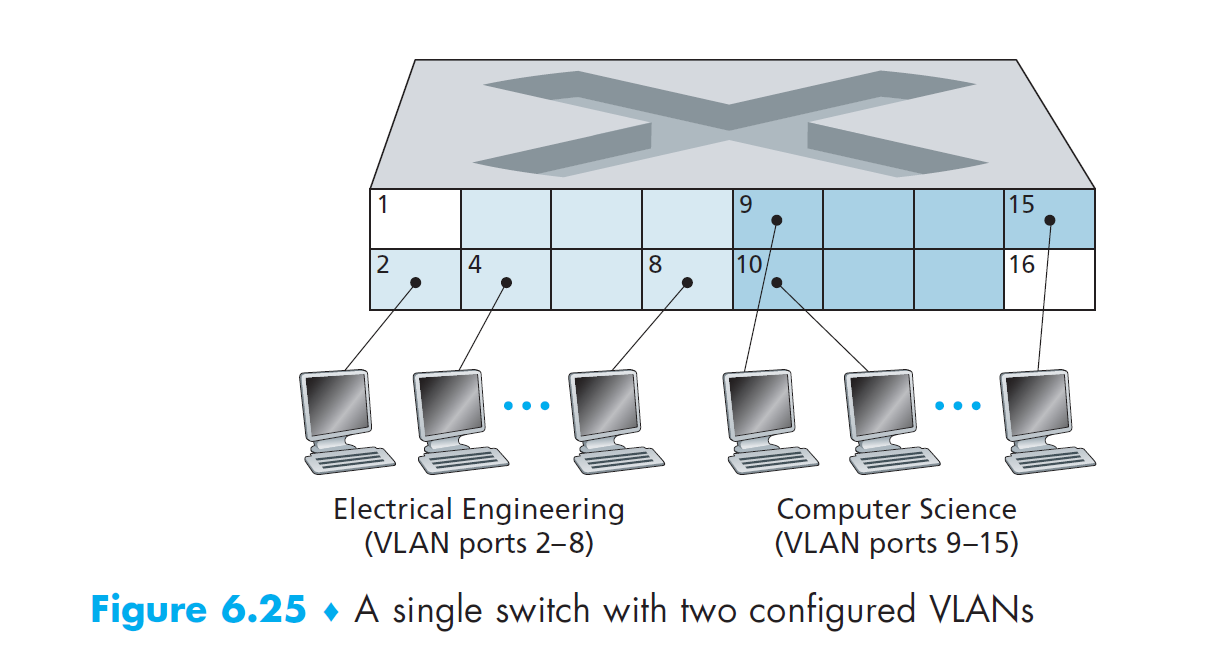 1 9 15
2 4 8 10 16
Electrical Engineering
(VLAN ports 2–8)
Computer Science
(VLAN ports 9–15)
Figure 6.25 ♦ A single switch with two configured VLANs